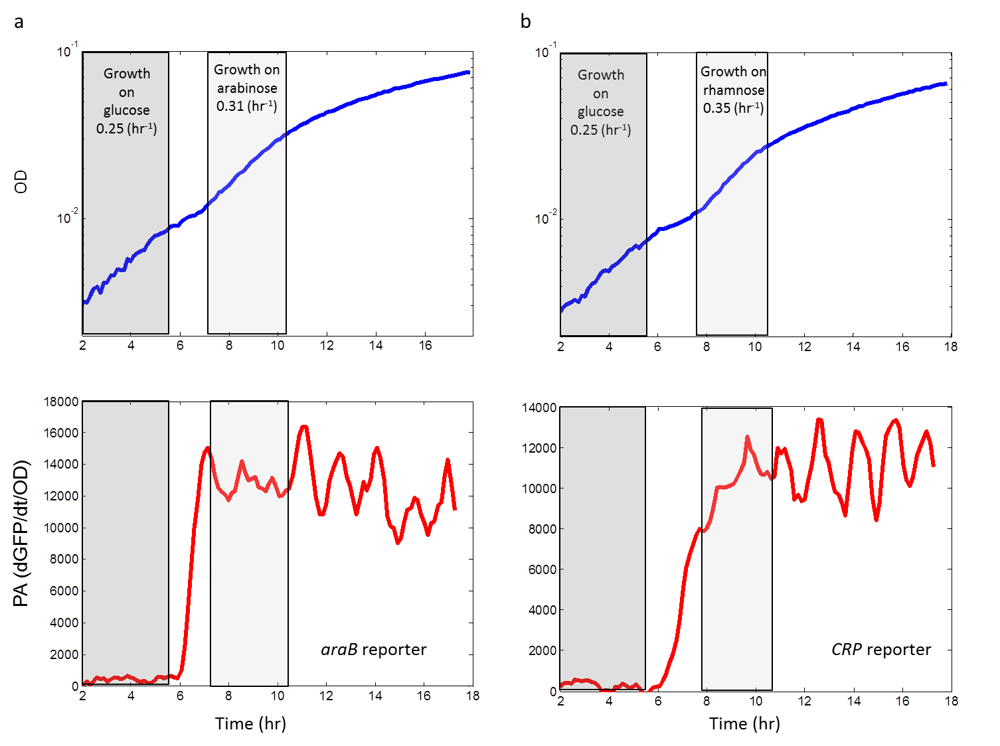 a
10-1
Growth
on
glucose
0.25 (hr-1)
Growth on
arabinose
0.31 (hr-1)
OD
10-2
2 4 6 8 10 12 14 16
b
10-1
Growth
on
glucose
0.25 (hr-1)
Growth on
rhamnose
0.35 (hr-1)
10-2
2 4 6 8 10 12 14 16 18
PA (dGFP/dt/OD)
18000
16000
14000
12000
10000
8000
6000
4000
2000
0
araB reporter
2 4 6 8 10 12 14 16 18
Time (hr)
14000
12000
10000
8000
6000
4000
2000
0
CRP reporter
2 4 6 8 10 12 14 16 18
Time (hr)